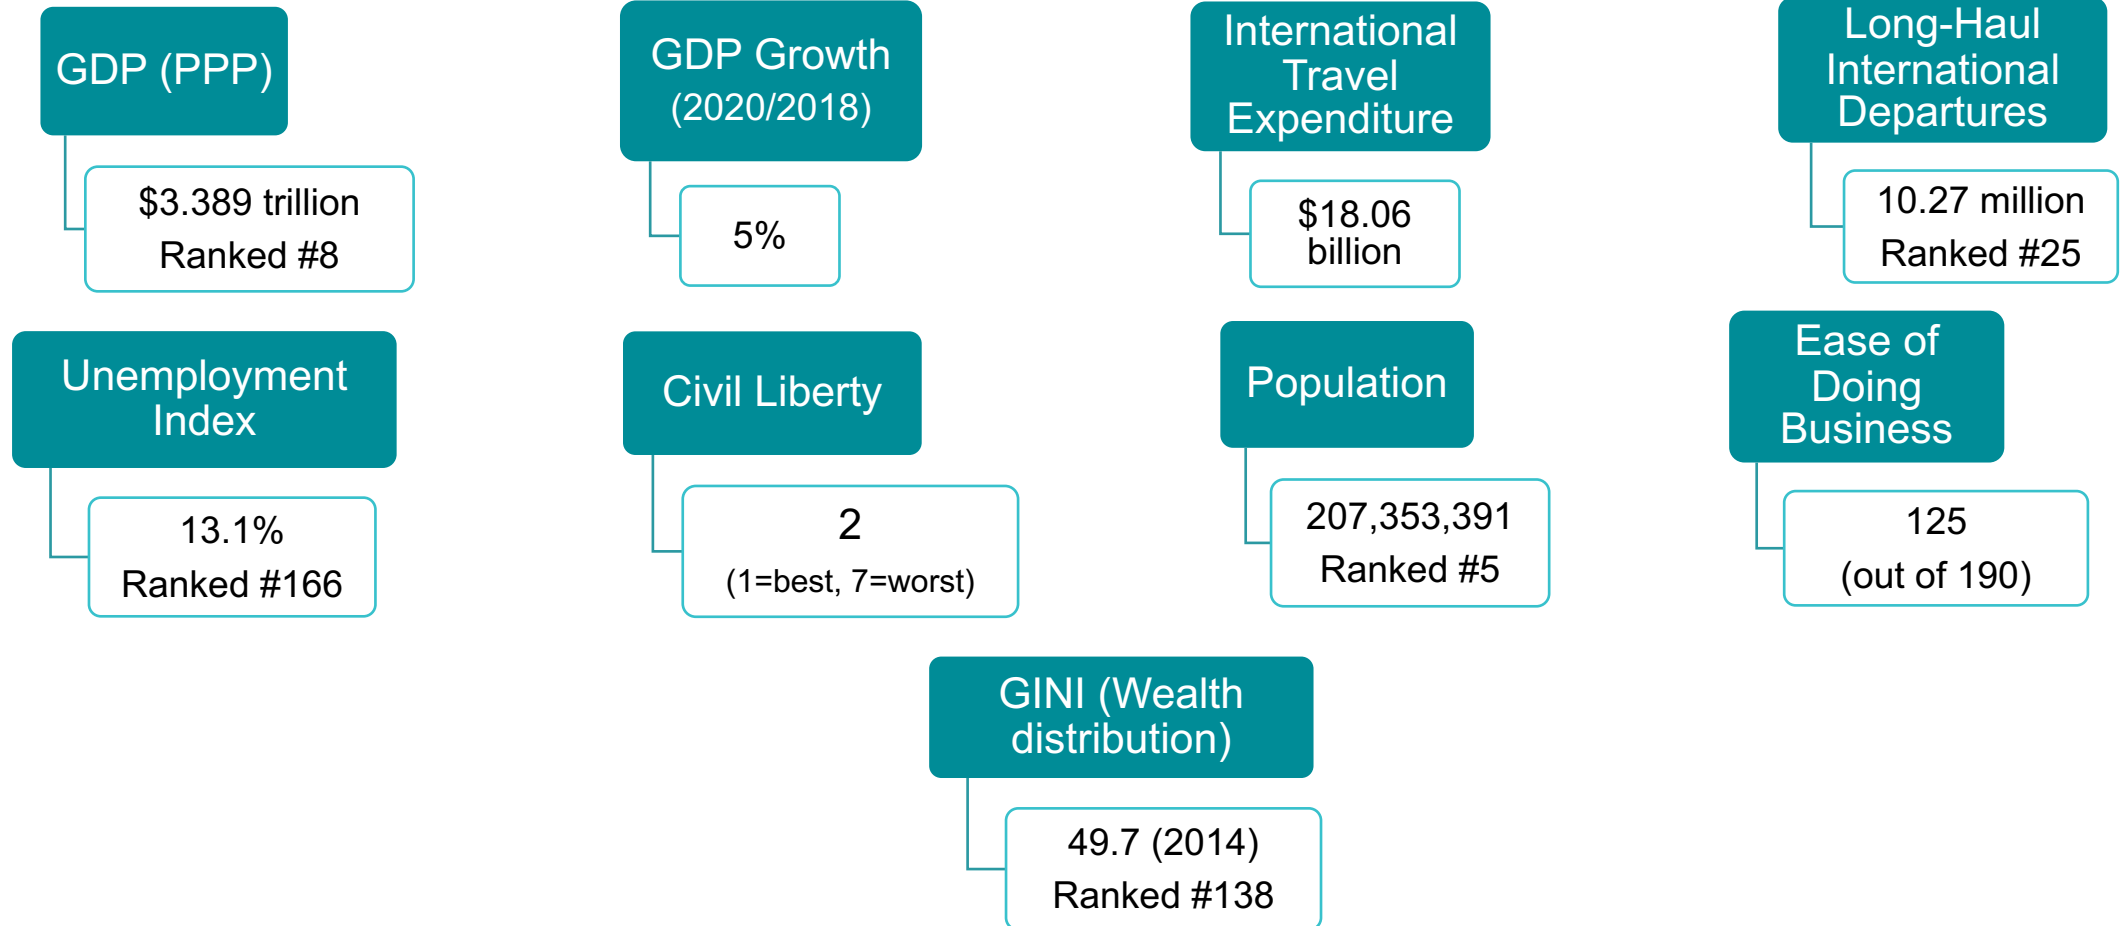 GDP (PPP)
$3.389 trillion
Ranked #8
GDP Growth
(2020/2018)
5%
International
Travel
Expenditure
$18.06
billion
Long-Haul
International
Departures
10.27 million
Ranked #25
Unemployment
Index
13.1%
Ranked #166
Civil Liberty
2
(1=best, 7=worst)
Population
207,353,391
Ranked #5
Ease of
Doing
Business
125
(out of 190)
GINI (Wealth
distribution)
49.7 (2014)
Ranked #138